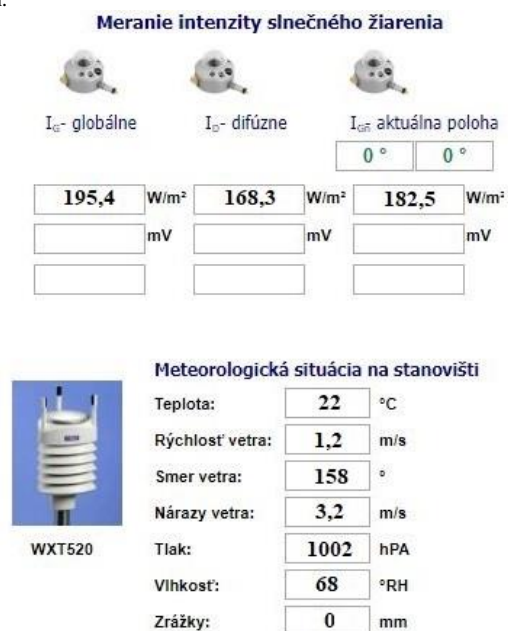 Meranie intenzity slnečného žiarenia
I_G- globálne I_D- difúzne I_Gñ aktuálna poloha
0 ° 0 °
195,4 W/m² 168,3 W/m² 182,5 W/m²
mV mV mV
Meteorologická situácia na stanovišti
Teplota: 22 °C
Rýchlosť vetra: 1,2 m/s
Smer vetra: 158 °
Nárazy vetra: 3,2 m/s
WXT520 Tlak: 1002 hPA
Vlhkosť: 68 °RH
Zrážky: 0 mm